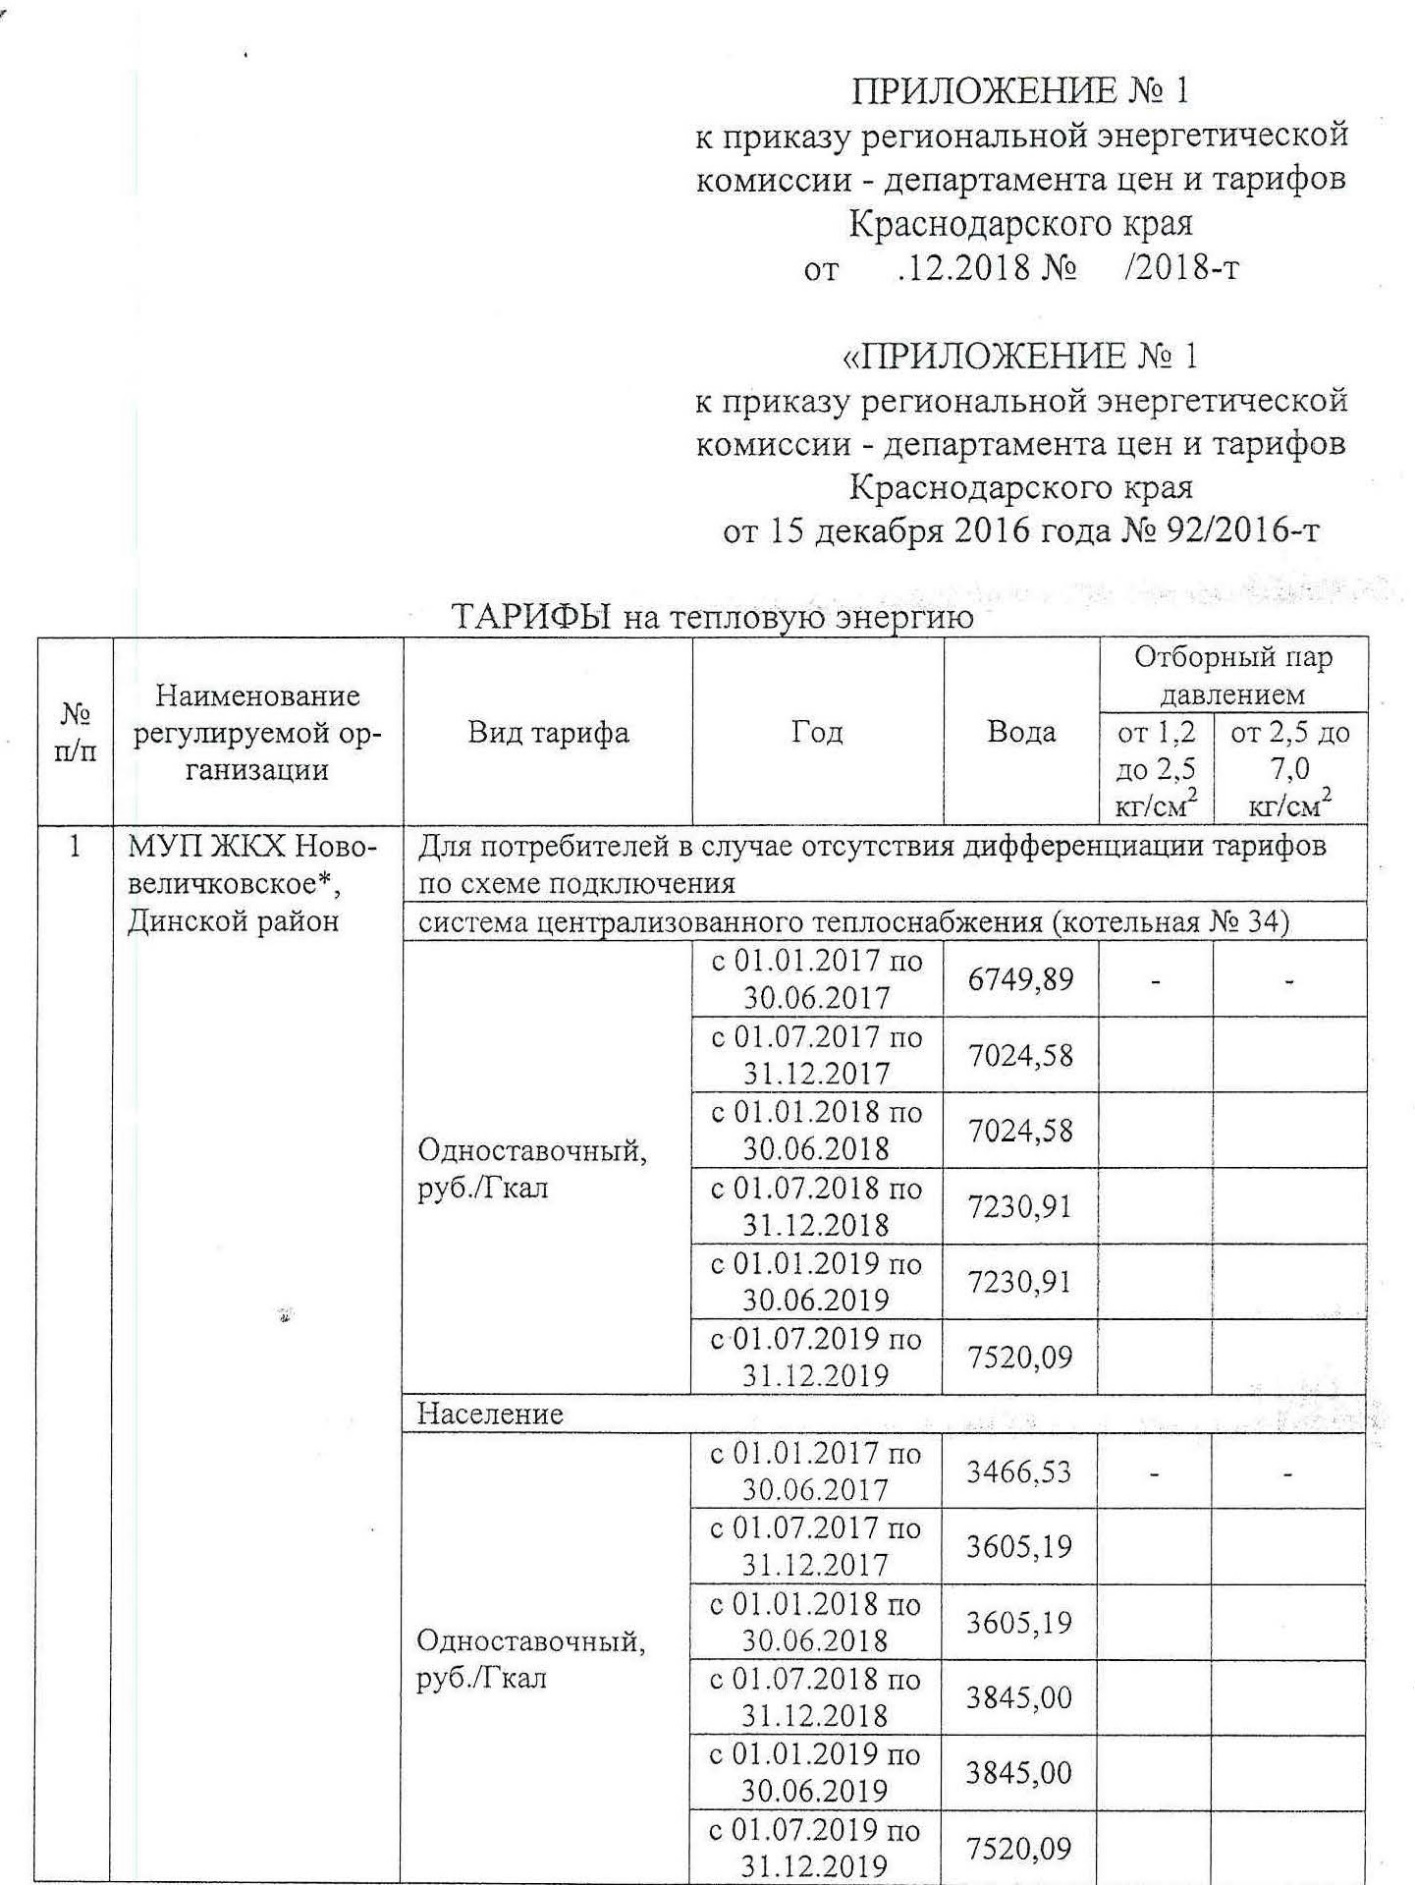 ПРИЛОЖЕНИЕ № 1
к приказу региональной энергетической
комиссии - департамента цен и тарифов
Краснодарского края
от .12.2018 № /2018-т
«ПРИЛОЖЕНИЕ № 1
к приказу региональной энергетической
комиссии - департамента цен и тарифов
Краснодарского края
от 15 декабря 2016 года № 92/2016-т
ТАРИФЫ на тепловую энергию
№
п/п
Наименование
регулируемой ор-
ганизации
Вид тарифа
Год
Вода
Отборный пар
давлением
от 1,2
до 2,5
кг/см²
от 2,5 до
7,0
кг/см²
1
МУП ЖКХ Ново-
величковское*,
Динской район
Для потребителей в случае отсутствия дифференциации тарифов
по схеме подключения
система централизованного теплоснабжения (котельная № 34)
Одноставочный,
руб./Гкал
с 01.01.2017 по
30.06.2017
6749,89
-
-
с 01.07.2017 по
31.12.2017
7024,58
с 01.01.2018 по
30.06.2018
7024,58
с 01.07.2018 по
31.12.2018
7230,91
с 01.01.2019 по
30.06.2019
7230,91
с 01.07.2019 по
31.12.2019
7520,09
Население
Одноставочный,
руб./Гкал
с 01.01.2017 по
30.06.2017
3466,53
-
-
с 01.07.2017 по
31.12.2017
3605,19
с 01.01.2018 по
30.06.2018
3605,19
с 01.07.2018 по
31.12.2018
3845,00
с 01.01.2019 по
30.06.2019
3845,00
с 01.07.2019 по
31.12.2019
7520,09